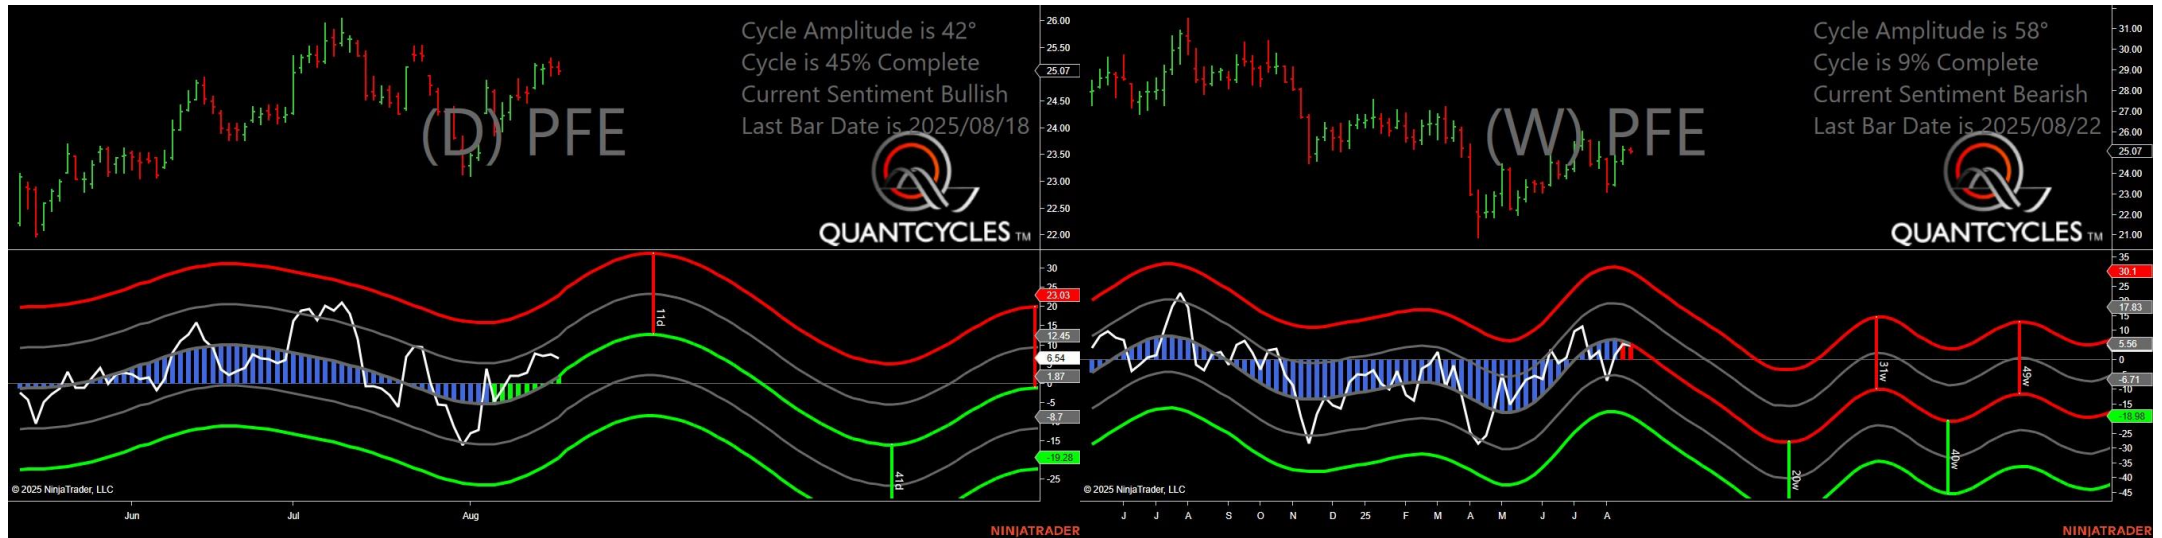 Cycle Amplitude is 42°
Cycle is 45% Complete
Current Sentiment Bullish
Last Bar Date is 2025/08/18
(D) PFE
QUANTCYCLES TM
26.00
25.50
25.07
24.50
24.00
23.50
23.00
22.50
22.00
30
23.03
20
15
12.45
10
6.54
1.87
0
-5
-8.7
-15
-19.28
-25
11d
41d
© 2025 NinjaTrader, LLC
Jun Jul Aug
NINJATRADER
Cycle Amplitude is 58°
Cycle is 9% Complete
Current Sentiment Bearish
Last Bar Date is 2025/08/22
(W) PFE
QUANTCYCLES TM
31.00
30.00
29.00
28.00
27.00
26.00
25.07
24.00
23.00
22.00
21.00
35
30.1
25
17.83
15
10
5.56
0
-6.71
-10
-15
-18.98
-25
-30
-35
-40
-45
20w
31w
40w
49w
© 2025 NinjaTrader, LLC
J J A S O N D 25 F M A M J J A
NINJATRADER